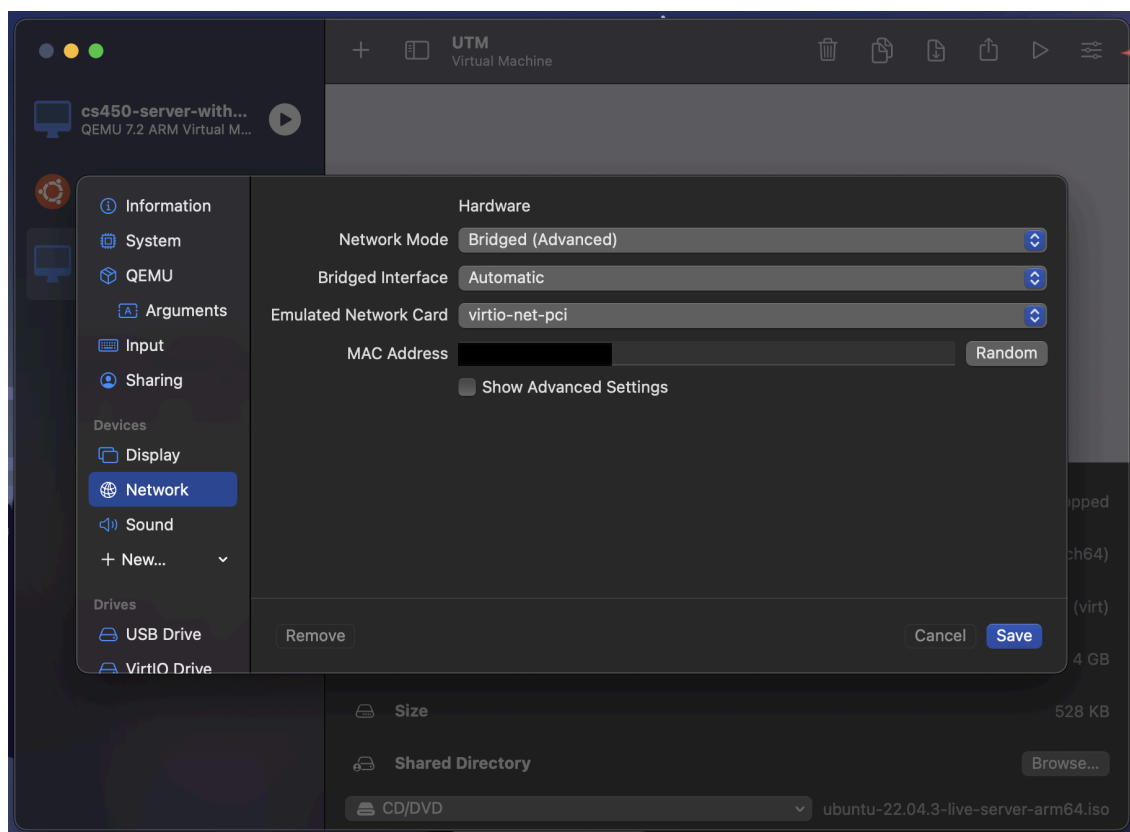 UTM
Virtual Machine
cs450-server-with...
QEMU 7.2 ARM Virtual M...
Information
System
QEMU
Arguments
Input
Sharing
Devices
Display
Network
Sound
New...
Drives
USB Drive
VirtIO Drive
Hardware
Network Mode Bridged (Advanced)
Bridged Interface Automatic
Emulated Network Card virtio-net-pci
MAC Address Random
Show Advanced Settings
Remove Cancel Save
opped
ch64)
(virt)
4 GB
Size 528 KB
Shared Directory Browse...
CD/DVD ubuntu-22.04.3-live-server-arm64.iso